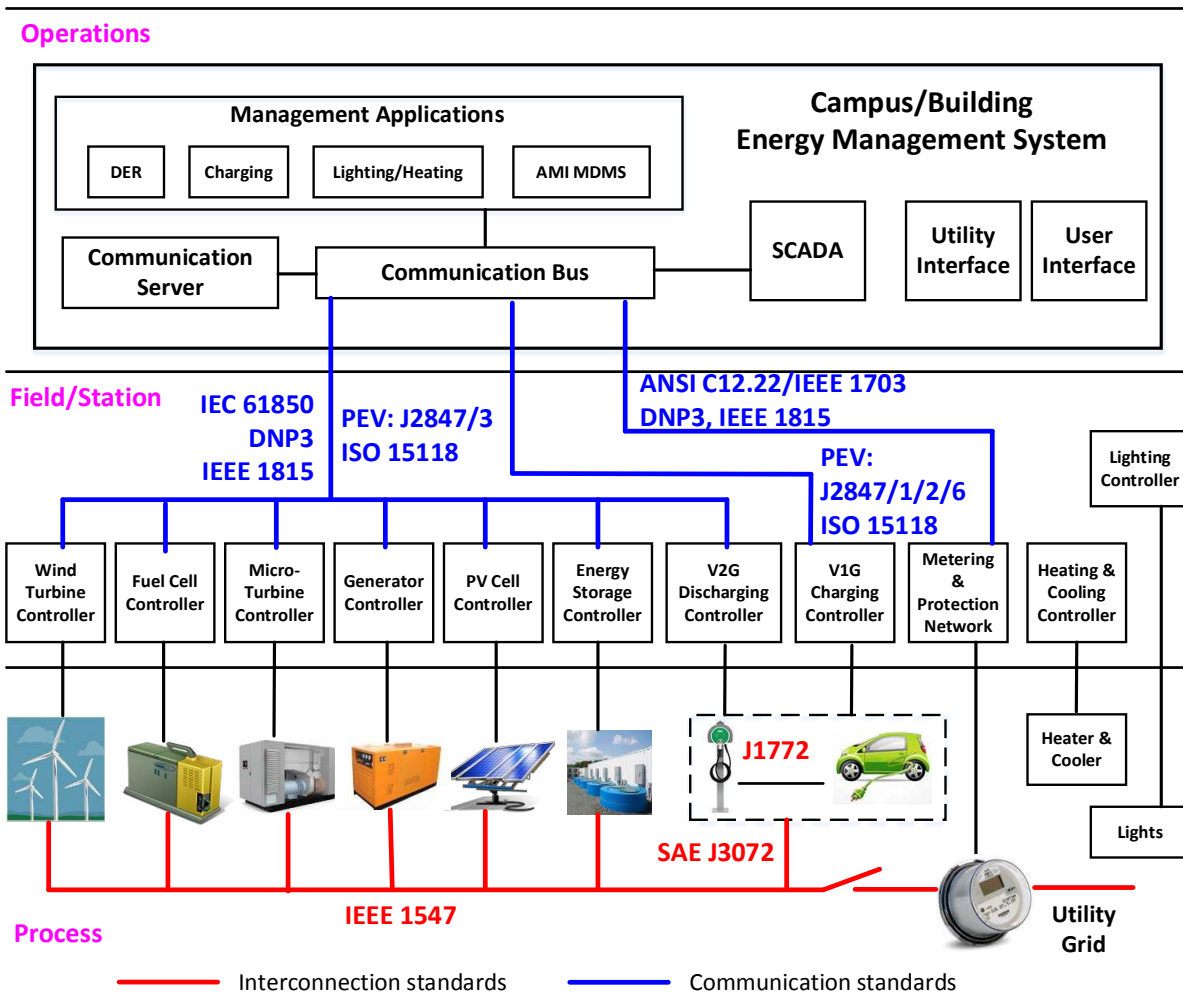 Operations
Campus/Building
Energy Management System
Management Applications
DER
Charging
Lighting/Heating
AMI MDMS
Communication
Server
Communication Bus
SCADA
Utility
Interface
User
Interface
Field/Station
IEC 61850
DNP3
IEEE 1815
PEV: J2847/3
ISO 15118
ANSI C12.22/IEEE 1703
DNP3, IEEE 1815
PEV:
J2847/1/2/6
ISO 15118
Lighting
Controller
Wind
Turbine
Controller
Fuel Cell
Controller
Micro-
Turbine
Controller
Generator
Controller
PV Cell
Controller
Energy
Storage
Controller
V2G
Discharging
Controller
V1G
Charging
Controller
Metering
&
Protection
Network
Heating &
Cooling
Controller
J1772
Heater &
Cooler
Lights
SAE J3072
IEEE 1547
Utility
Grid
Process
Interconnection standards
Communication standards